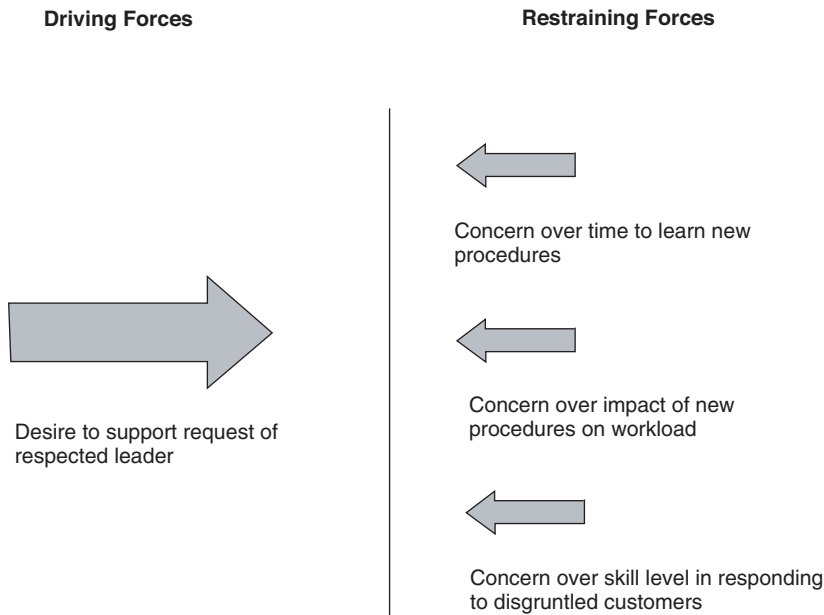 Driving Forces
Restraining Forces
Desire to support request of
respected leader
Concern over time to learn new
procedures
Concern over impact of new
procedures on workload
Concern over skill level in responding
to disgruntled customers